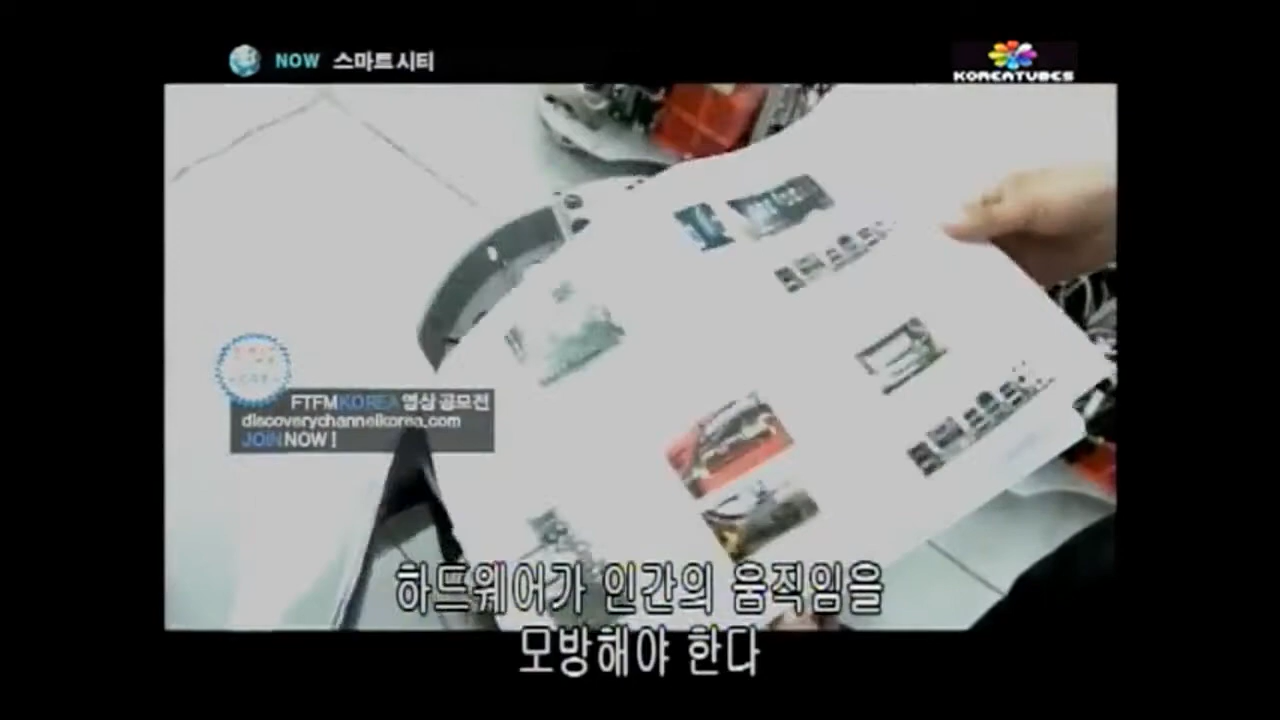 NOW 스마트시티
KOREATUBES
FTFMKOREA 영상공모전
discoverychannelkorea.com
JOIN NOW !
하드웨어가 인간의 움직임을
모방해야 한다